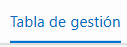 Tabla de gestión